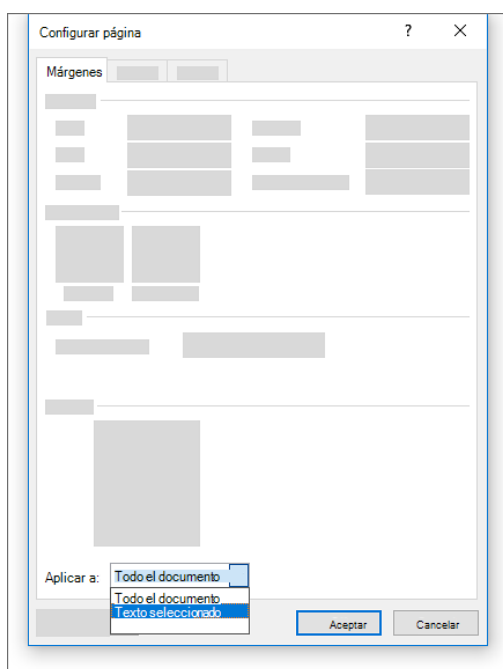 Configurar página ? ×
Márgenes
Aplicar a: Todo el documento
Todo el documento
Texto seleccionado
Aceptar Cancelar